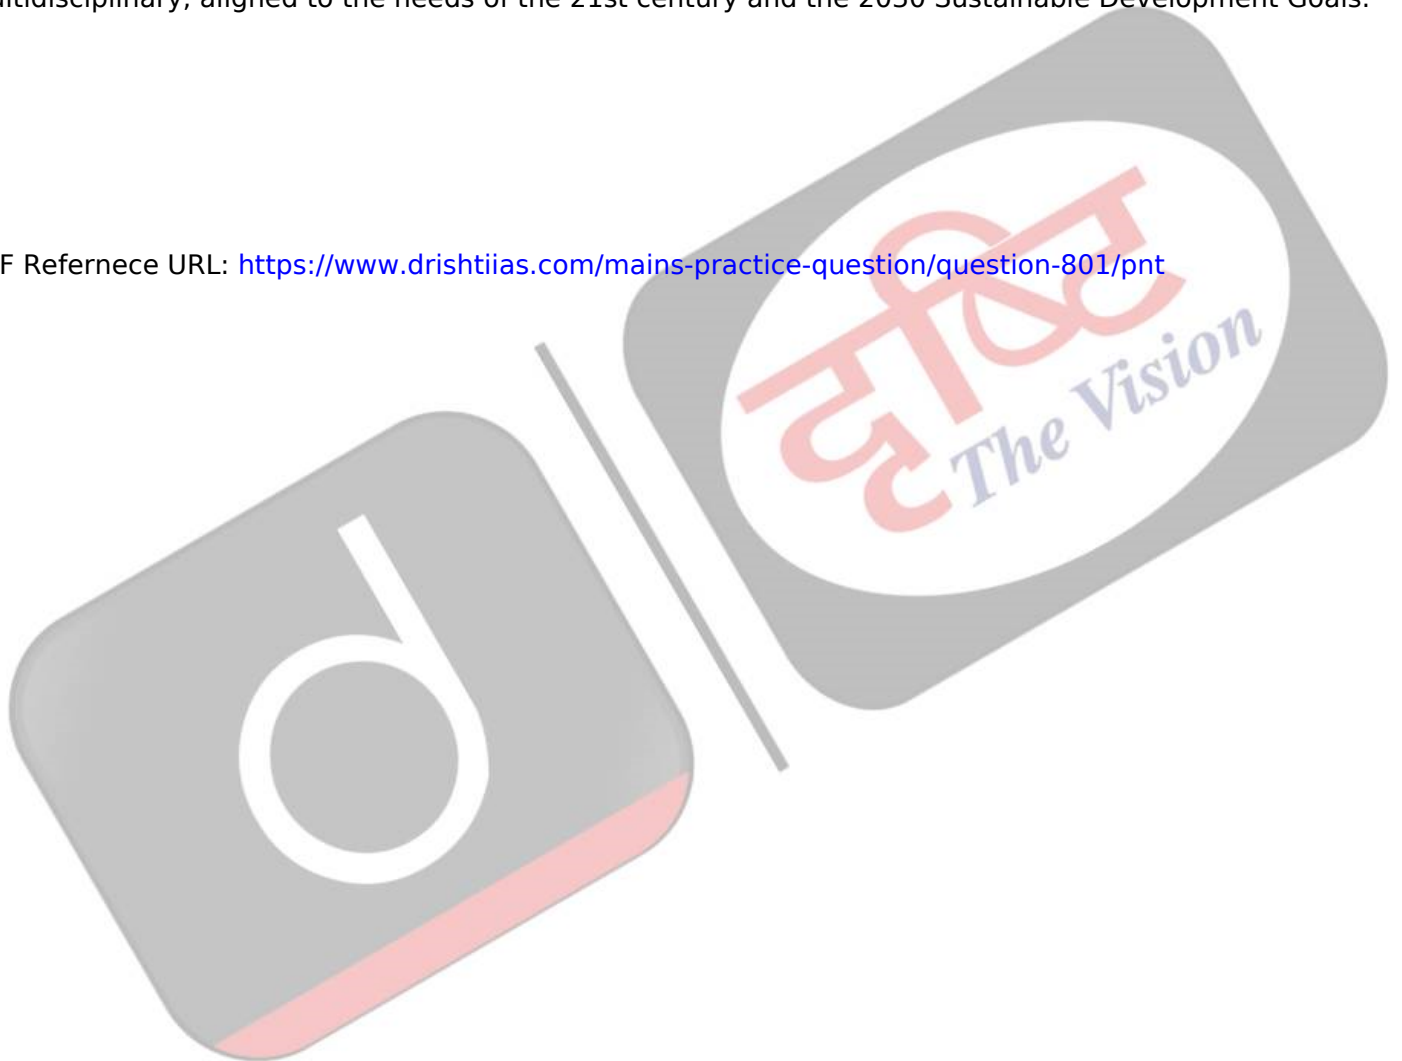 ultidisciplinary, aligned to the needs of the 21st century and the 2030 Sustainable Development Goals.
F Refernece URL: https://www.drishtiias.com/mains-practice-question/question-801/pnt
दृष्टि
The Vision
d